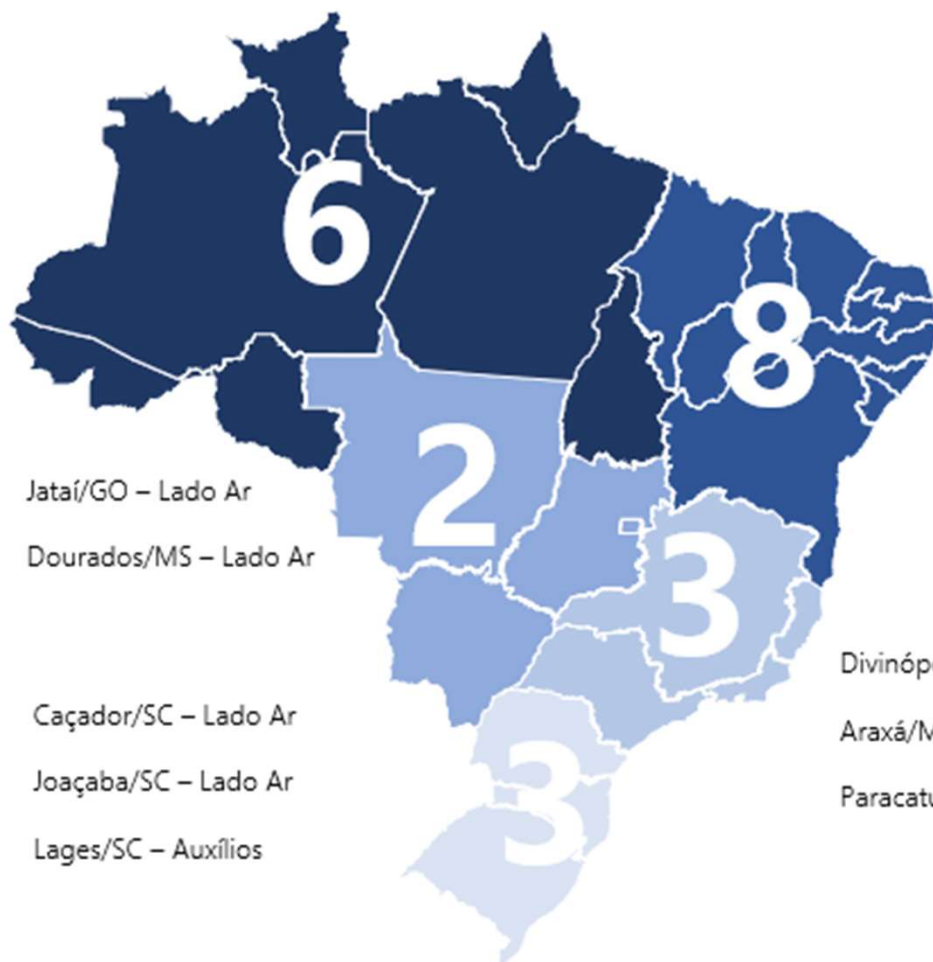 6
8
2
Jataí/GO – Lado Ar
Dourados/MS – Lado Ar
3
Caçador/SC – Lado Ar
Joaçaba/SC – Lado Ar
Lages/SC – Auxílios
3
Araxá/